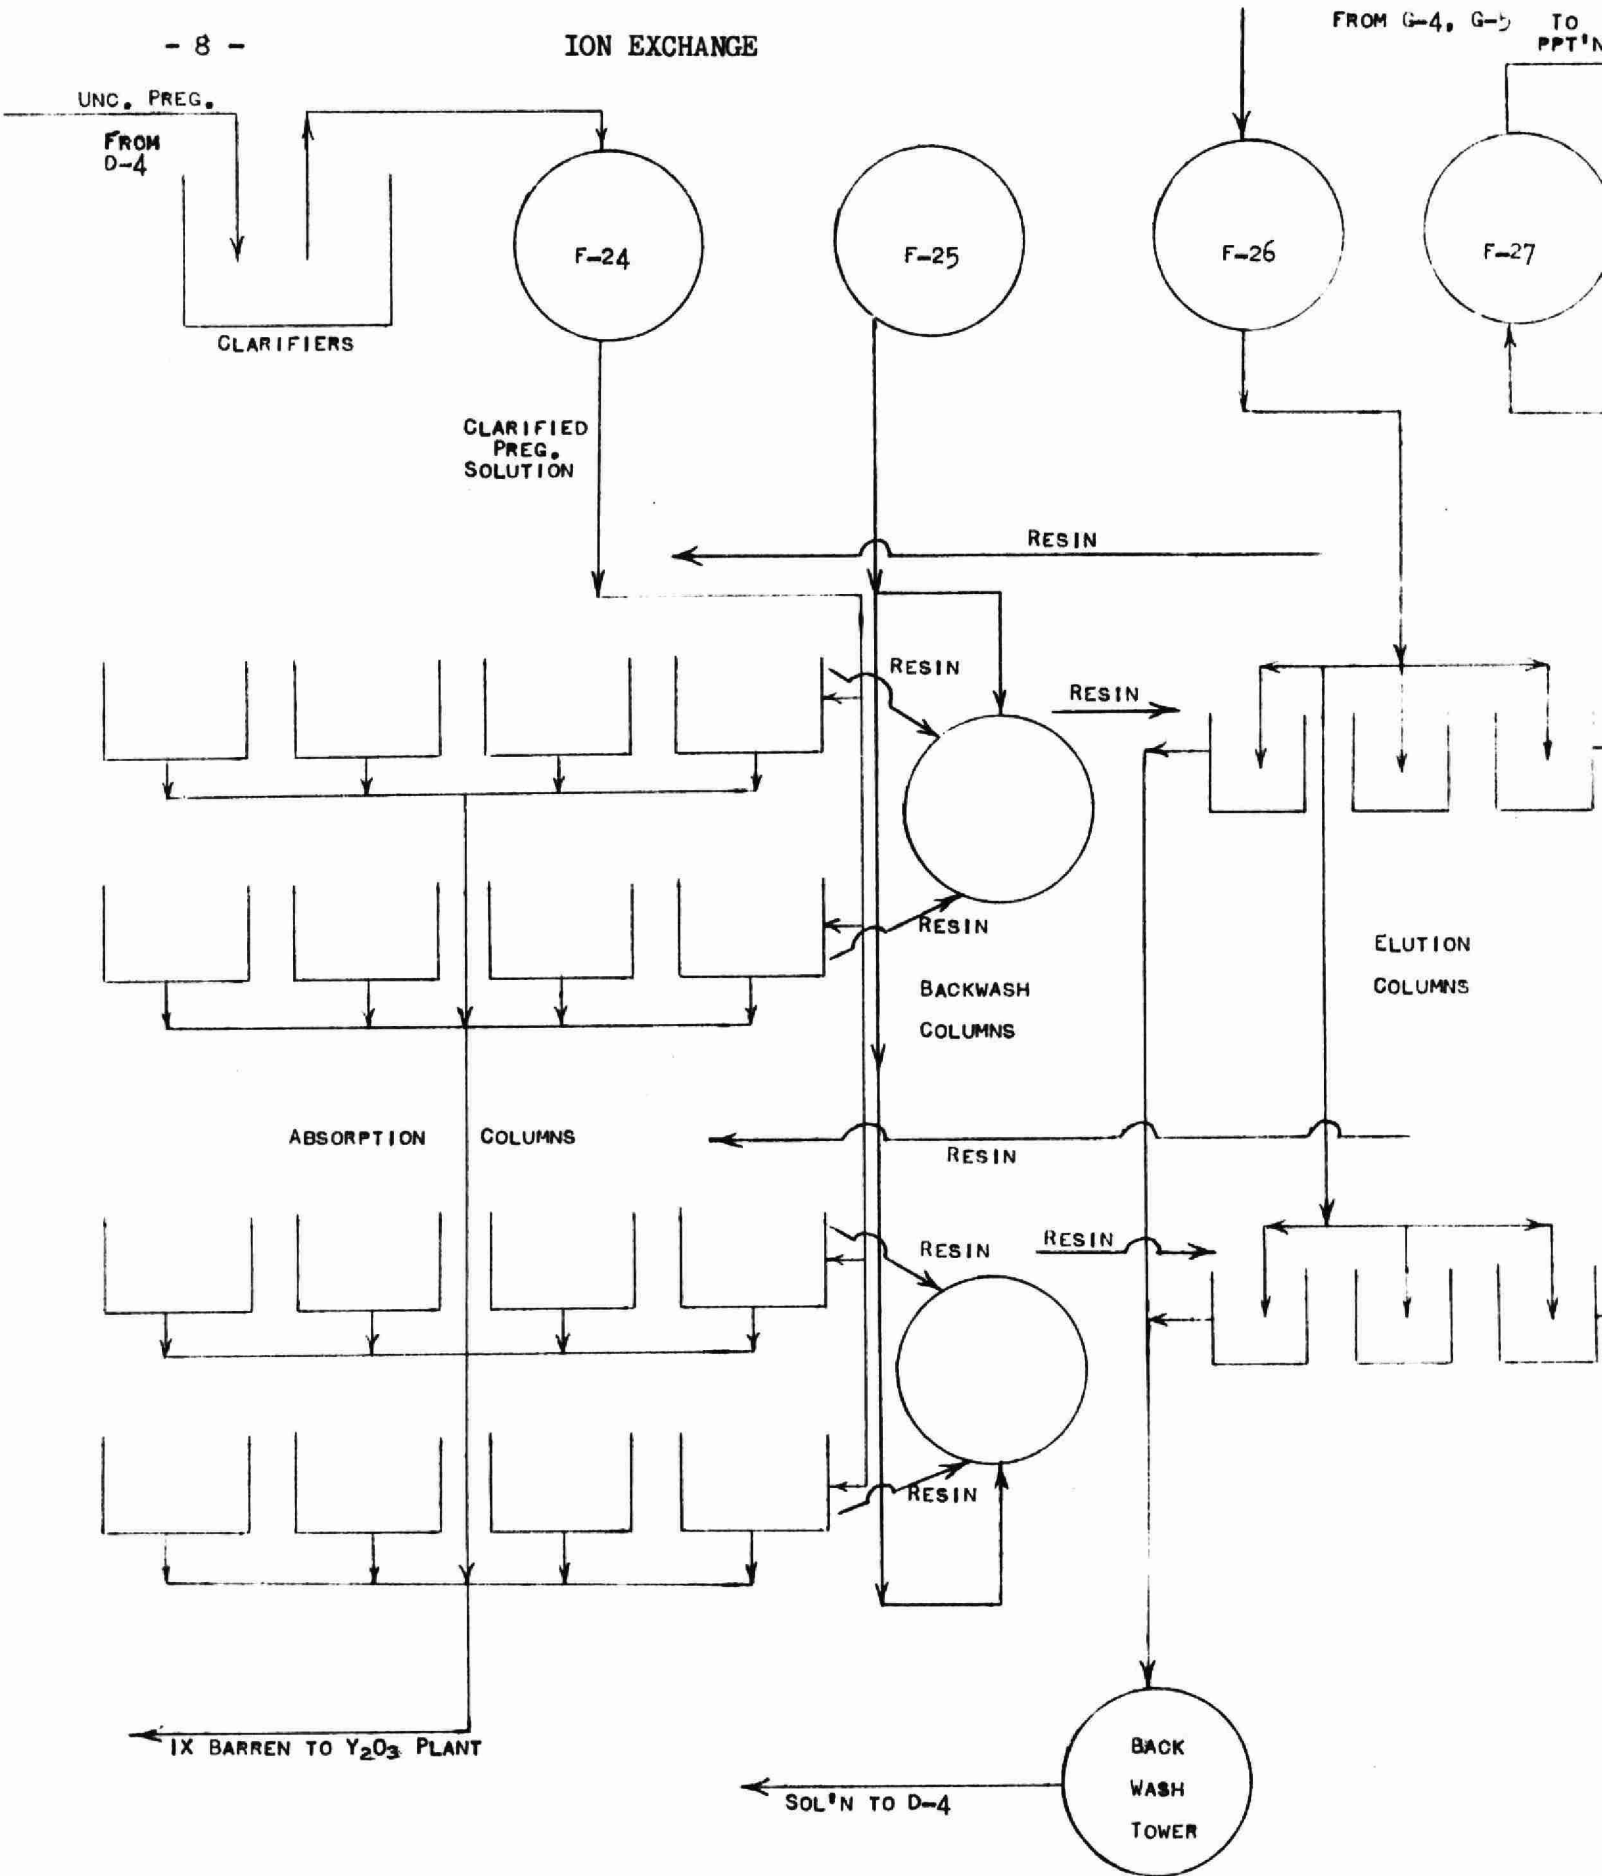 - 8 -
ION EXCHANGE
FROM G-4, G-5
TO
PPT'N
UNC. PREG.
FROM
D-4
F-24
F-25
F-26
F-27
CLARIFIERS
CLARIFIED
PREG.
SOLUTION
RESIN
RESIN
RESIN
RESIN
BACKWASH
COLUMNS
ELUTION
COLUMNS
ABSORPTION COLUMNS
RESIN
RESIN
RESIN
RESIN
IX BARREN TO Y2O3 PLANT
SOL'N TO D-4
BACK
WASH
TOWER